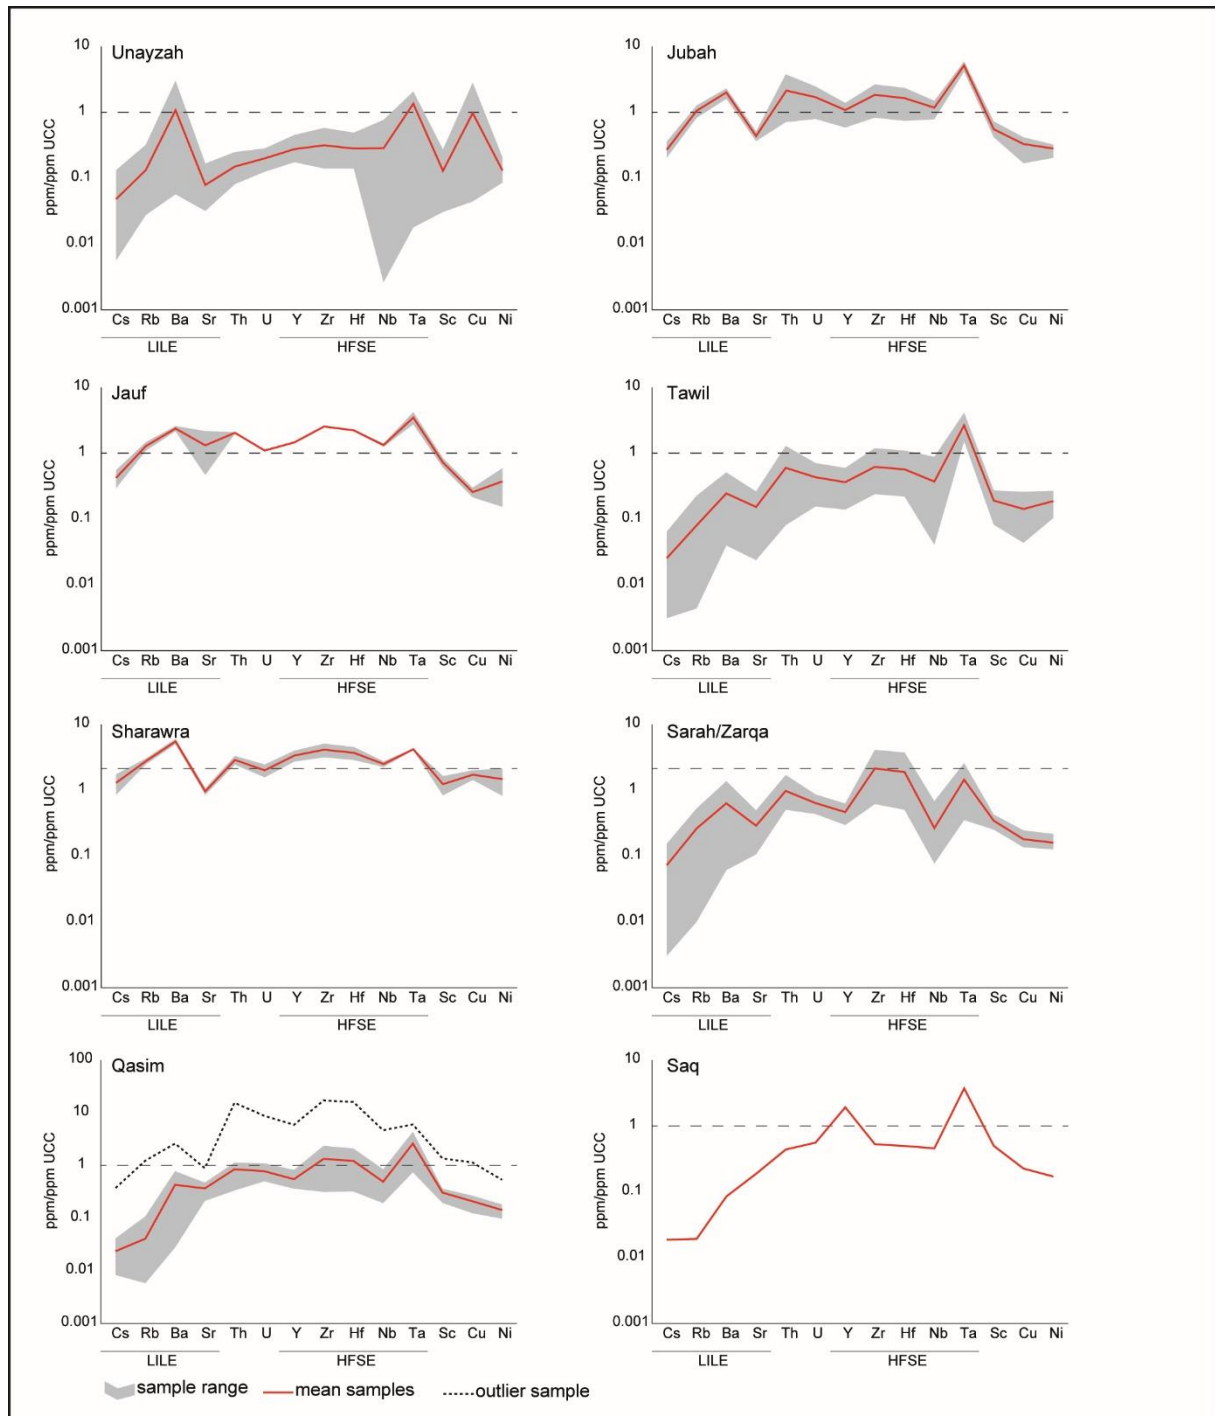 Unayzah
10
1
0.1
0.01
0.001
ppm/ppm UCC
Cs Rb Ba Sr Th U Y Zr Hf Nb Ta Sc Cu Ni
LILE HFSE
Jubah
10
1
0.1
0.01
0.001
ppm/ppm UCC
Cs Rb Ba Sr Th U Y Zr Hf Nb Ta Sc Cu Ni
LILE HFSE
Jauf
10
1
0.1
0.01
0.001
ppm/ppm UCC
Cs Rb Ba Sr Th U Y Zr Hf Nb Ta Sc Cu Ni
LILE HFSE
Tawil
10
1
0.1
0.01
0.001
ppm/ppm UCC
Cs Rb Ba Sr Th U Y Zr Hf Nb Ta Sc Cu Ni
LILE HFSE
Sharawra
10
1
0.1
0.01
0.001
ppm/ppm UCC
Cs Rb Ba Sr Th U Y Zr Hf Nb Ta Sc Cu Ni
LILE HFSE
Sarah/Zarqa
10
1
0.1
0.01
0.001
ppm/ppm UCC
Cs Rb Ba Sr Th U Y Zr Hf Nb Ta Sc Cu Ni
LILE HFSE
Qasim
100
10
1
0.1
0.01
0.001
ppm/ppm UCC
Cs Rb Ba Sr Th U Y Zr Hf Nb Ta Sc Cu Ni
LILE HFSE
Saq
10
1
0.1
0.01
0.001
ppm/ppm UCC
Cs Rb Ba Sr Th U Y Zr Hf Nb Ta Sc Cu Ni
LILE HFSE
sample range mean samples outlier sample